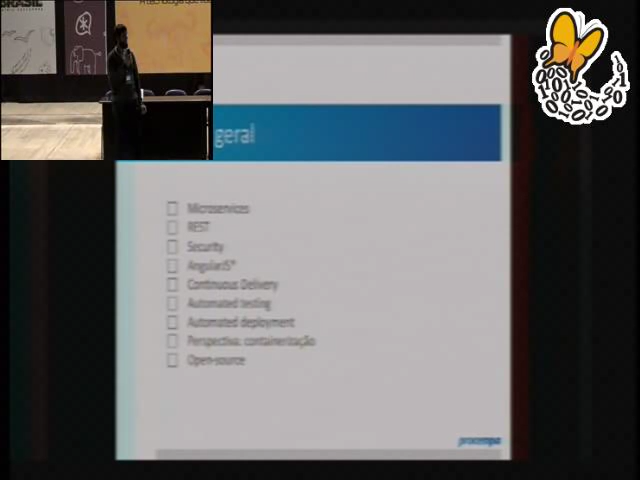 BRASIL
geral
Microservices
REST
Security
AngularJS*
Continuous Delivery
Automated testing
Automated deployment
Perspectiva: containerização
Open-source
procempa